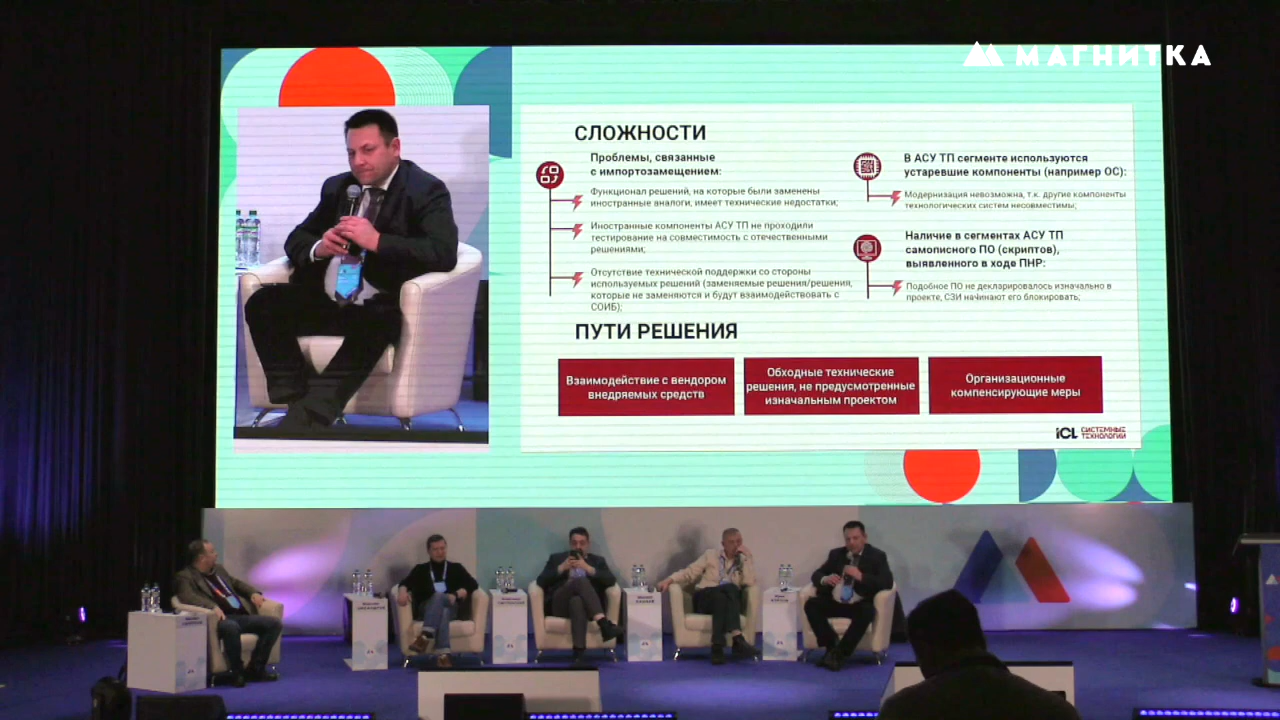 МАГНИТКА
СЛОЖНОСТИ
Проблемы, связанные
с импортозамещением:
Функционал решений, на которые были заменены
иностранные аналоги, имеет технические недостатки;
Иностранные компоненты АСУ ТП не проходили
тестирование на совместимость с отечественными
решениями;
Отсутствие технической поддержки со стороны
используемых решений (заменяемые решения/решения,
которые не заменяются и будут взаимодействовать с
СОИБ);
В АСУ ТП сегменте используются
устаревшие компоненты (например ОС):
Модернизация невозможна, т.к. другие компоненты
технологических систем несовместимы;
Наличие в сегментах АСУ ТП
самописного ПО (скриптов),
выявленного в ходе ПНР:
Подобное ПО не декларировалось изначально в
проекте, СЗИ начинают его блокировать;
ПУТИ РЕШЕНИЯ
Взаимодействие с вендором
внедряемых средств
Обходные технические
решения, не предусмотренные
изначальным проектом
Организационные
компенсирующие меры
iCL СИСТЕМНЫЕ
ТЕХНОЛОГИИ